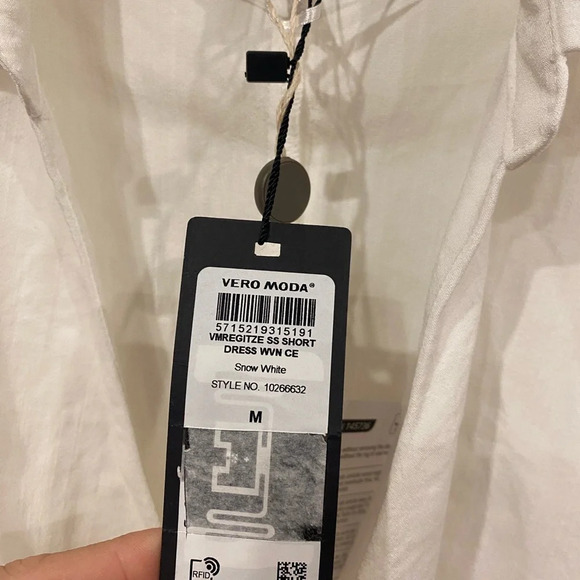 VERO MODA®
5715219315191
VMREGITZE SS SHORT
DRESS WVN CE
Snow White
STYLE NO. 10266632
M
RFID